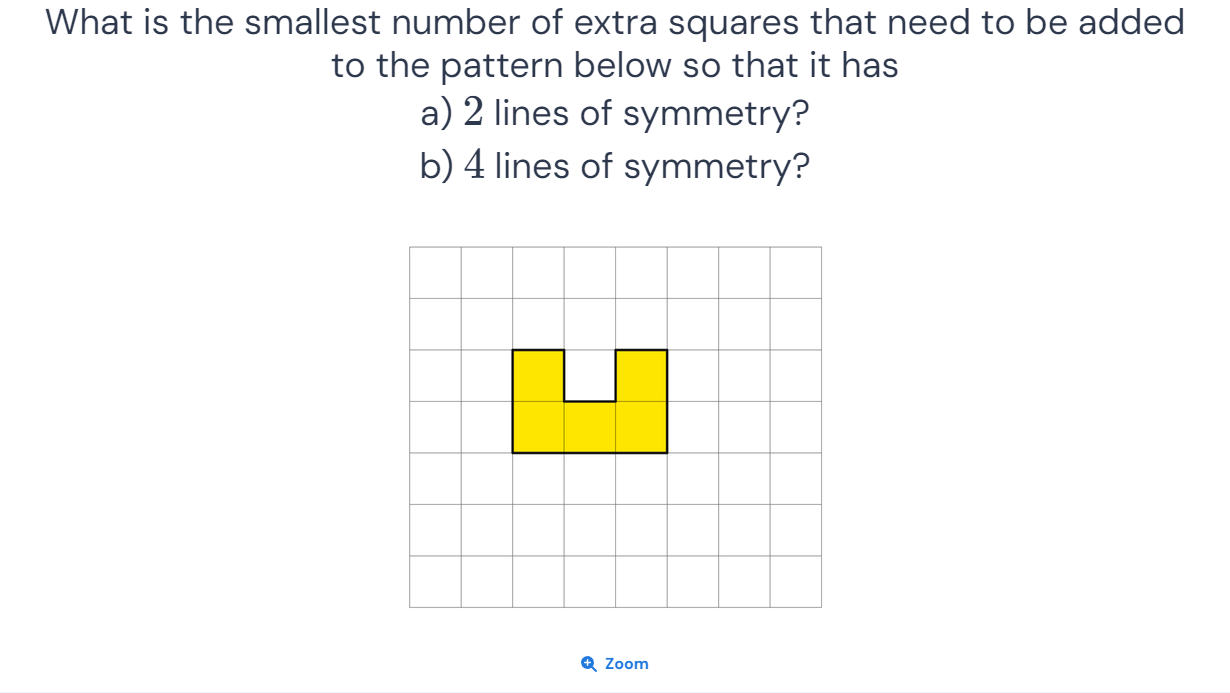 What is the smallest number of extra squares that need to be added
to the pattern below so that it has
a) 2 lines of symmetry?
b) 4 lines of symmetry?
Zoom